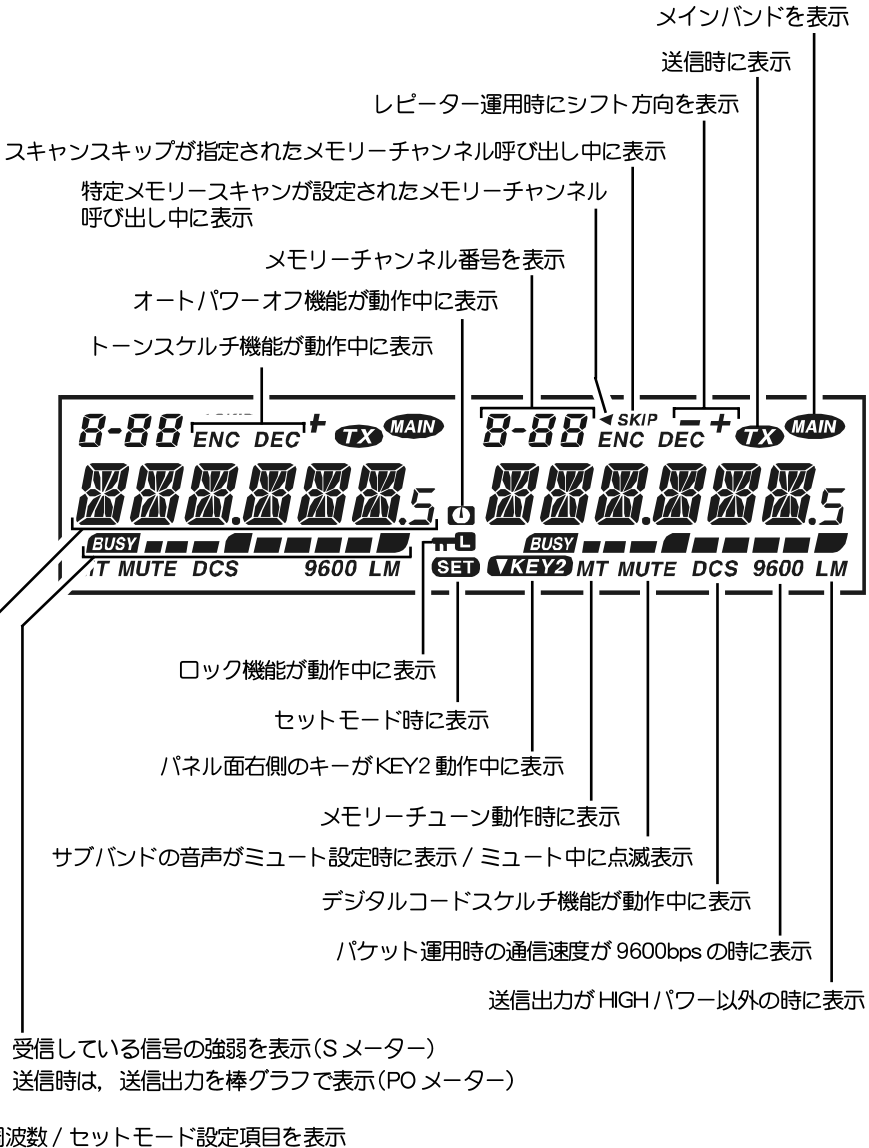 メインバンドを表示
送信時に表示
レピーター運用時にシフト方向を表示
スキャンスキップが指定されたメモリーチャンネル呼び出し中に表示
特定メモリースキャンが設定されたメモリーチャンネル
呼び出し中に表示
メモリーチャンネル番号を表示
オートパワーオフ機能が動作中に表示
トーンスケルチ機能が動作中に表示
8-88 ENC DEC + TX MAIN 8-88 ◀ SKIP ENC DEC - + TX MAIN
888.888.5 888.888.5
BUSY L BUSY
MUTE DCS 9600 LM SET ▼KEY2 MT MUTE DCS 9600 LM
ロック機能が動作中に表示
セットモード時に表示
パネル面右側のキーがKEY2動作中に表示
メモリーチューン動作時に表示
サブバンドの音声がミュート設定時に表示 / ミュート中に点滅表示
デジタルコードスケルチ機能が動作中に表示
パケット運用時の通信速度が 9600bps の時に表示
送信出力が HIGH パワー以外の時に表示
受信している信号の強弱を表示(S メーター)
送信時は, 送信出力を棒グラフで表示(PO メーター)
波数 / セットモード設定項目を表示